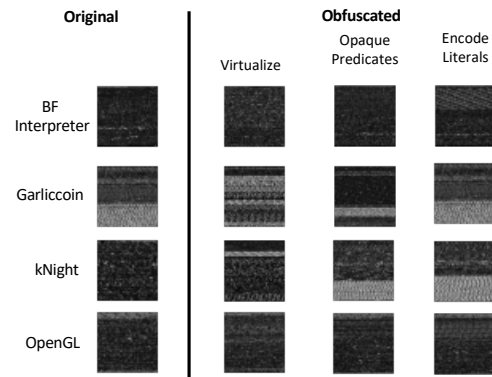 Original
Obfuscated
Virtualize
Opaque
Predicates
Encode
Literals
BF
Interpreter
Garliccoin
kNight
OpenGL